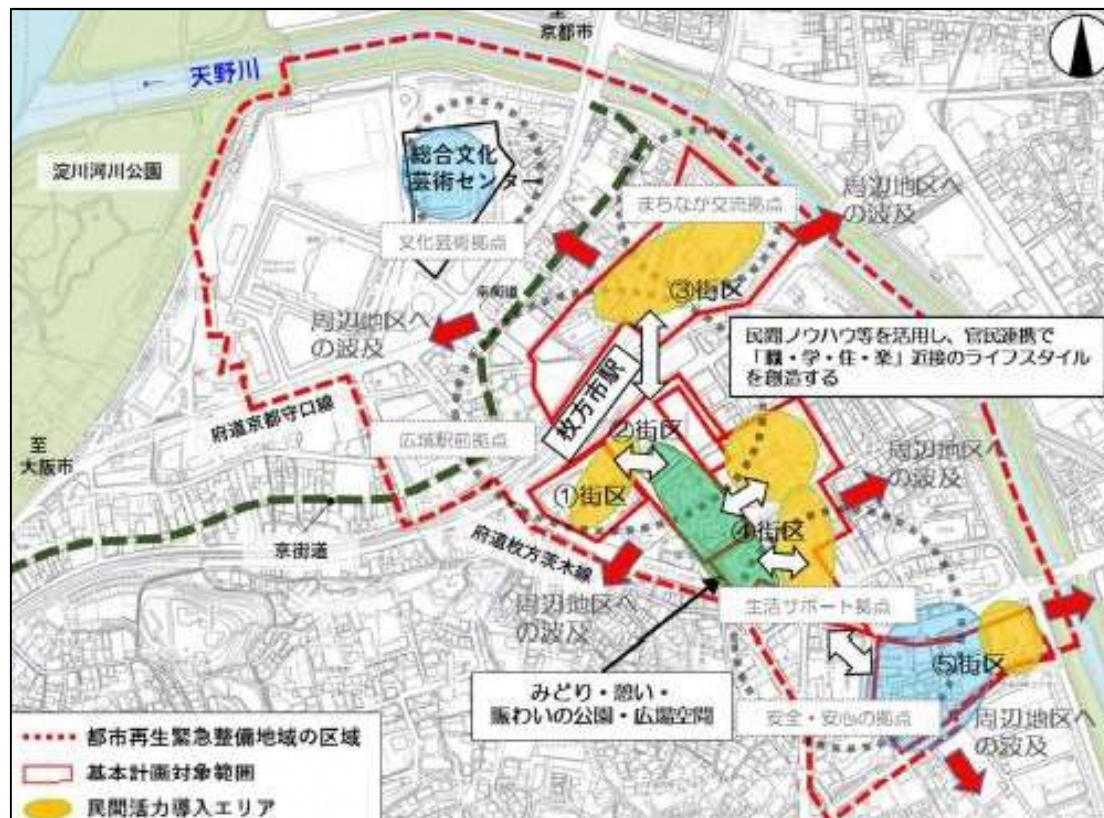 至
京都市
← 天野川
淀川河川公園
総合文化
芸術センター
文化芸術拠点
まちなか交流拠点
周辺地区へ
の波及
③街区
京街道
周辺地区へ
の波及
民間ノウハウ等を活用し、官民連携で
「職・学・住・楽」近接のライフスタイル
を創造する
枚方市駅
府道京都守口線
広域駅前拠点
②街区
至
大阪市
周辺地区へ
の波及
①街区
④街区
京街道
府道枚方茨木線
周辺地区へ
の波及
生活サポート拠点
⑤街区
みどり・憩い・
賑わいの公園・広場空間
安全・安心の拠点
周辺地区へ
の波及
都市再生緊急整備地域の区域
基本計画対象範囲
民間活力導入エリア